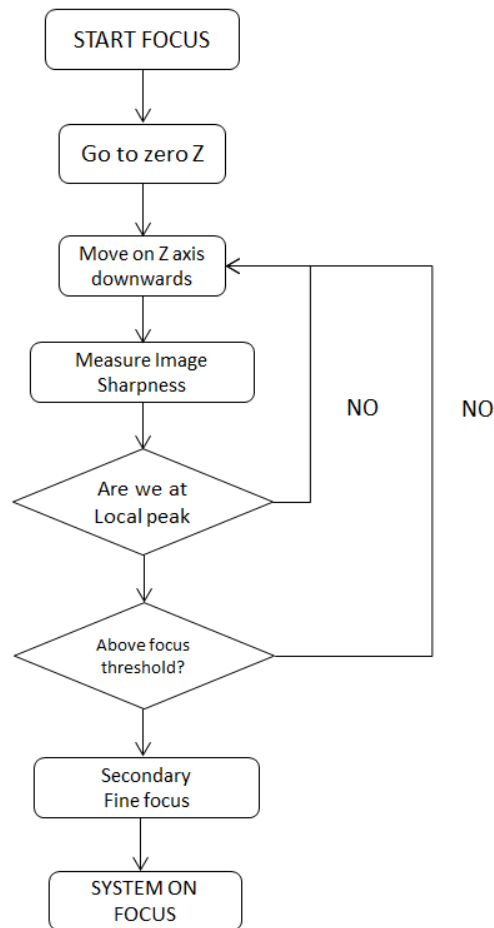 START FOCUS
Go to zero Z
Move on Z axis
downwards
Measure Image
Sharpness
NO
NO
Are we at
Local peak
Above focus
threshold?
Secondary
Fine focus
SYSTEM ON
FOCUS